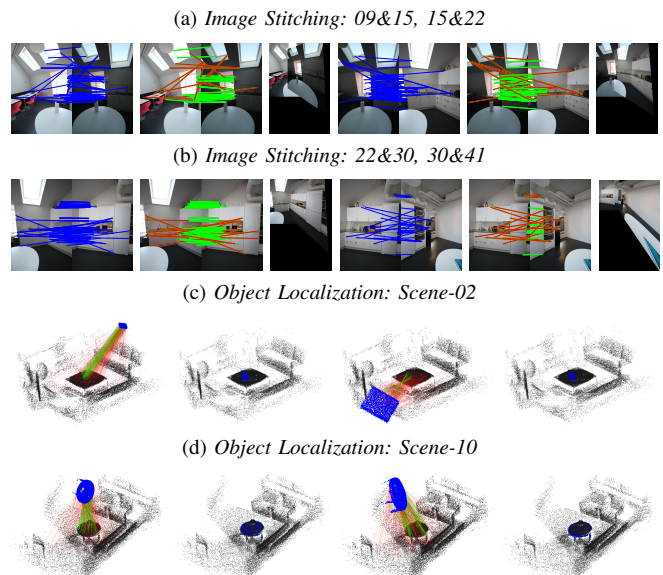 (a) Image Stitching: 09&15, 15&22
(b) Image Stitching: 22&30, 30&41
(c) Object Localization: Scene-02
(d) Object Localization: Scene-10